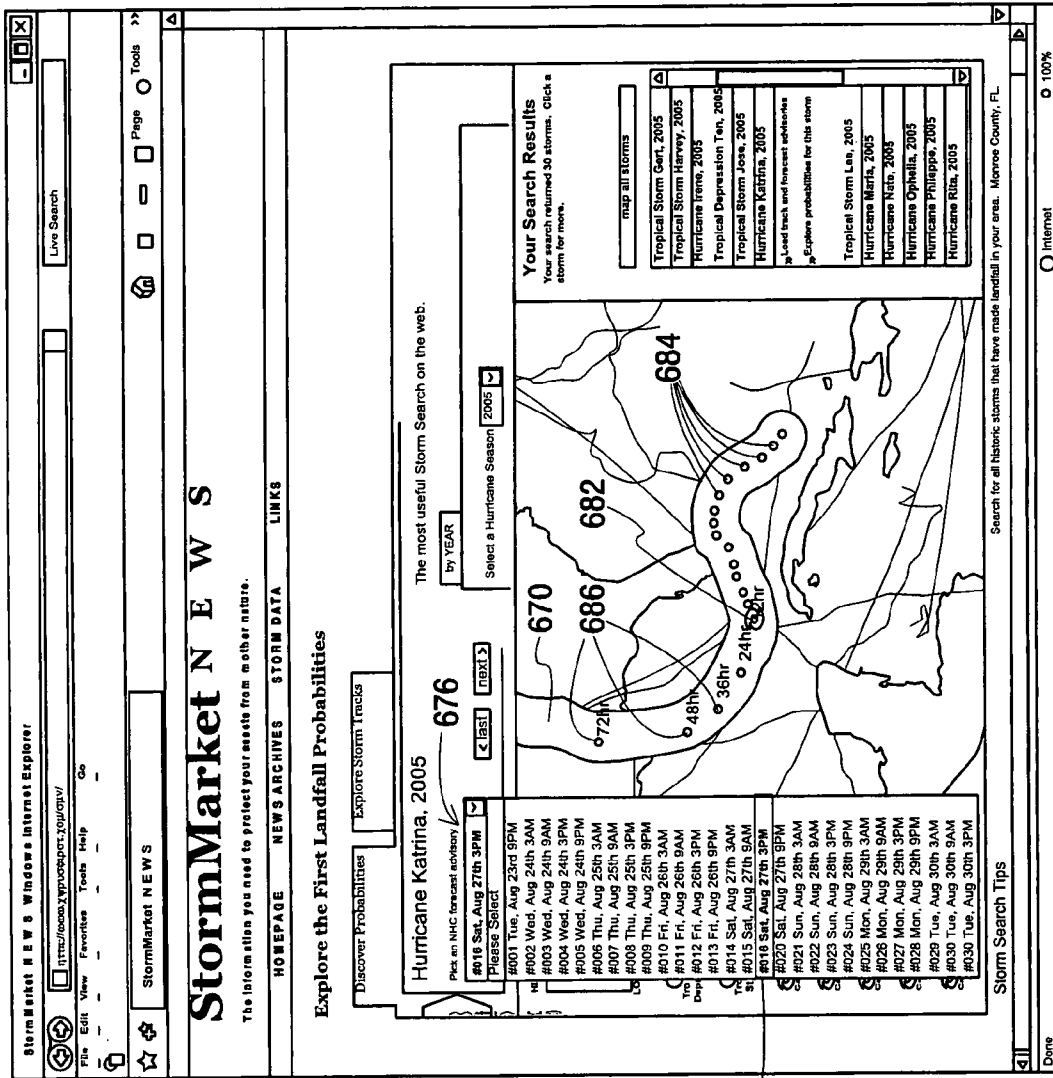 Storm Market N E W S Windows Internet Explorer
Live Search
File Edit View Favorites Tools Help Go
StormMarket NEWS
Page
Tools
>>
StormMarket N E W S
The information you need to protect your assets from mother nature.
HOMEPAGE NEWS ARCHIVES STORM DATA LINKS
Explore the First Landfall Probabilities
Discover Probabilities
Explore Storm Tracks
Hurricane Katrina, 2005
The most useful Storm Search on the web.
by YEAR
Select a Hurricane Season 2005
Pick an NHC forecast advisory
676
< last
next >
#016 Sat, Aug 27th 3PM
Please Select
#001 Tue, Aug 23rd 9PM
#002 Wed, Aug 24th 3AM
#003 Wed, Aug 24th 9AM
#004 Wed, Aug 24th 3PM
#005 Wed, Aug 24th 9PM
#006 Thu, Aug 25th 3AM
#007 Thu, Aug 25th 9AM
#008 Thu, Aug 25th 3PM
#009 Thu, Aug 25th 9PM
#010 Fri, Aug 26th 3AM
#011 Fri, Aug 26th 9AM
#012 Fri, Aug 26th 3PM
#013 Fri, Aug 26th 9PM
#014 Sat, Aug 27th 3AM
#015 Sat, Aug 27th 9AM
#016 Sat, Aug 27th 3PM
#020 Sat, Aug 27th 9PM
#021 Sun, Aug 28th 3AM
#022 Sun, Aug 28th 9AM
#023 Sun, Aug 28th 3PM
#024 Sun, Aug 28th 9PM
#025 Mon, Aug 29th 3AM
#026 Mon, Aug 29th 9AM
#027 Mon, Aug 29th 3PM
#028 Mon, Aug 29th 9PM
#029 Tue, Aug 30th 3AM
#030 Tue, Aug 30th 9AM
#030 Tue, Aug 30th 3PM
670
686
682
684
72hr
48hr
36hr
24hr
Your Search Results
Your search returned 30 storms. Click a
storm for more.
map all storms
Tropical Storm Gert, 2005
Tropical Storm Harvey, 2005
Hurricane Irene, 2005
Tropical Depression Ten, 2005
Tropical Storm Jose, 2005
Hurricane Katrina, 2005
» Load track and forecast advisories
» Explore probabilities for this storm
Tropical Storm Lee, 2005
Hurricane Maria, 2005
Hurricane Nate, 2005
Hurricane Ophelia, 2005
Hurricane Phileppe, 2005
Hurricane Rita, 2005
Storm Search Tips
Search for all historic storms that have made landfall in your area. Monroe County, FL.
Done
Internet
100%